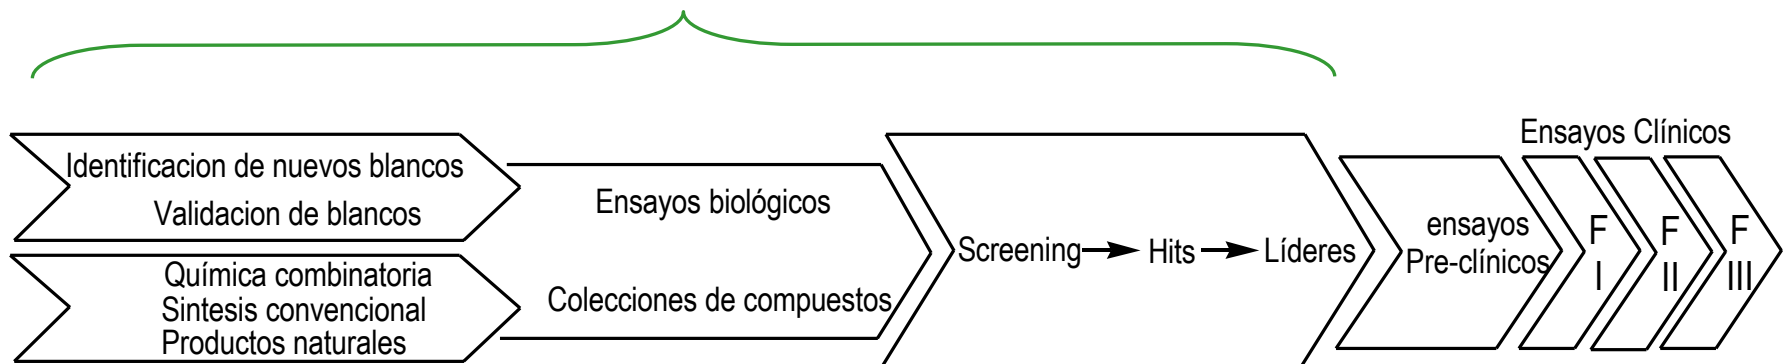 Identificacion de nuevos blancos
Validacion de blancos
Química combinatoria
Sintesis convencional
Productos naturales
Ensayos biológicos
Colecciones de compuestos
Screening Hits Líderes
ensayos
Pre-clínicos
Ensayos Clínicos
F
I
F
II
F
III